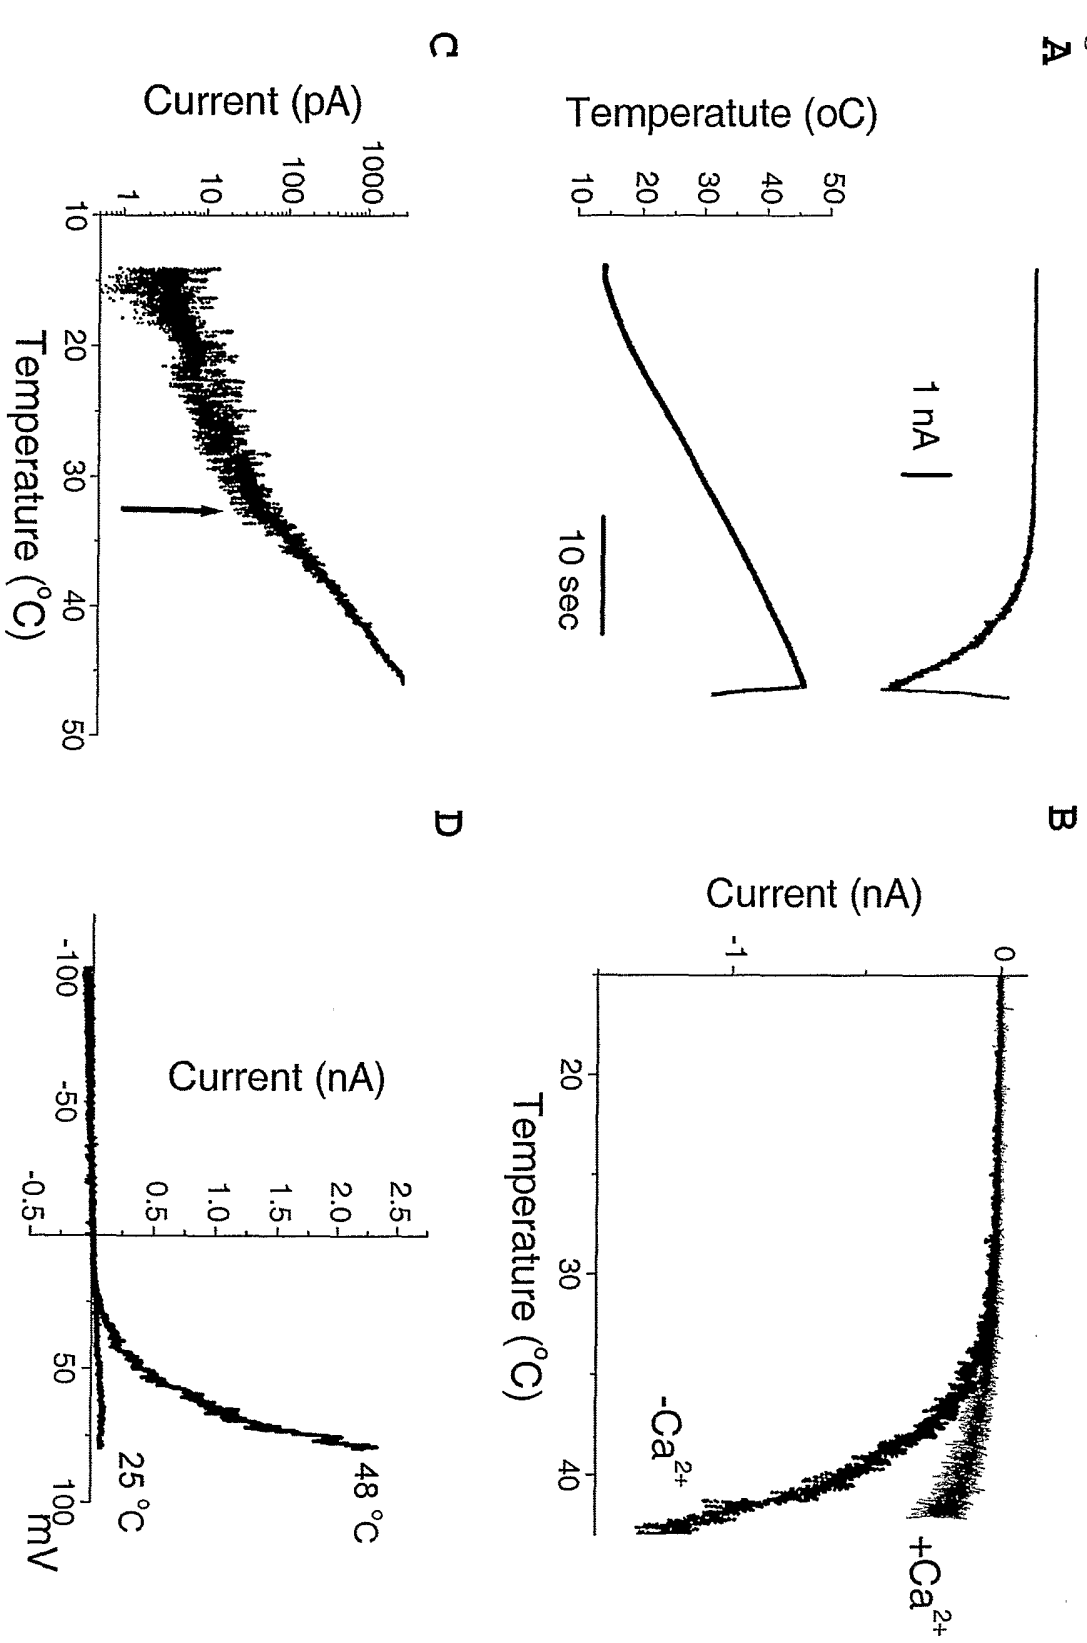 A
1 nA
Temperatute (oC)
50
40
30
20
10
10 sec
B
Current (nA)
0
-1
20
30
40
Temperature (°C)
-Ca²⁺
+Ca²⁺
C
Current (pA)
1000
100
10
1
10
20
30
40
50
Temperature (°C)
D
Current (nA)
2.5
2.0
1.5
1.0
0.5
-0.5
-100
-50
50
100
mV
48 °C
25 °C